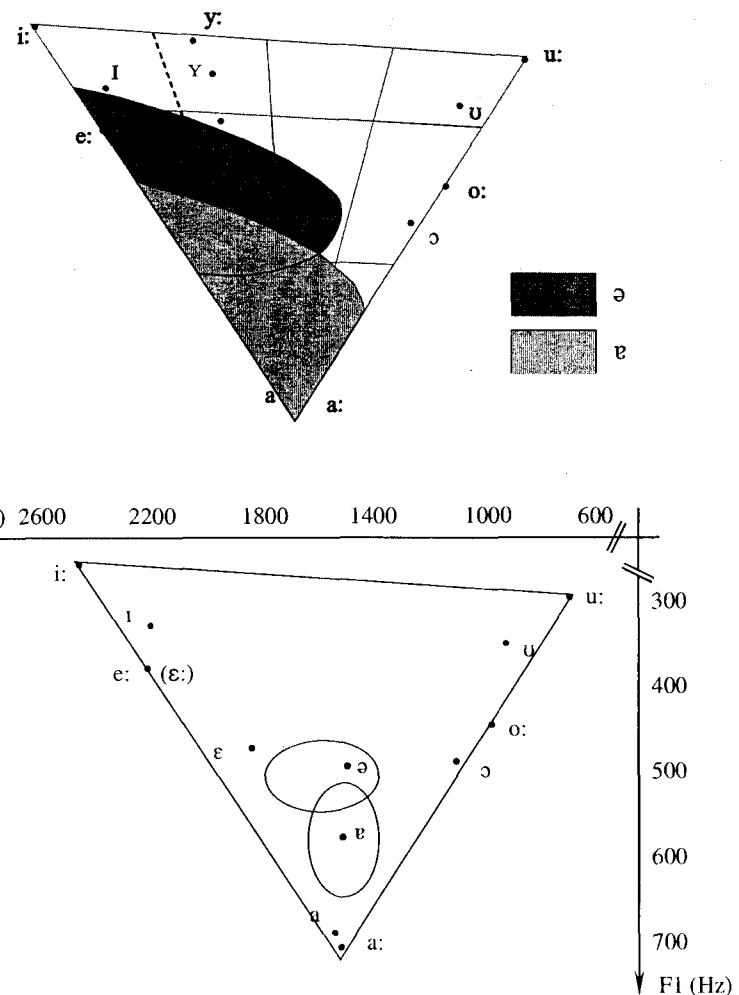 y:
i:
u:
I
Y
ʊ
e:
o:
ɔ
ə
ɐ
a
a:
) 2600 2200 1800 1400 1000 600
i:
u:
300
ɪ
ʊ
e: (ɛ:)
400
o:
ɛ
ə
ɔ
500
ɐ
600
a
a:
700
F1 (Hz)